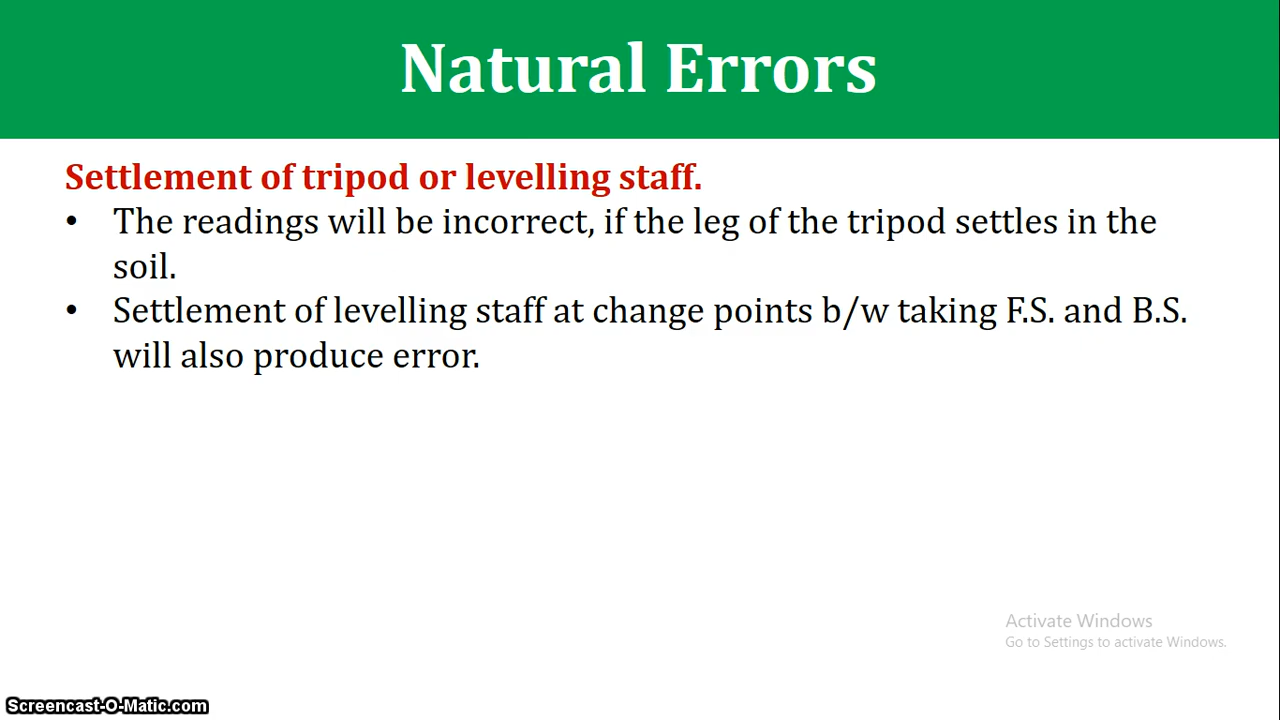 Natural Errors
Settlement of tripod or levelling staff.
• The readings will be incorrect, if the leg of the tripod settles in the
soil.
• Settlement of levelling staff at change points b/w taking F.S. and B.S.
will also produce error.
Activate Windows
Go to Settings to activate Windows.
Screencast-O-Matic.com